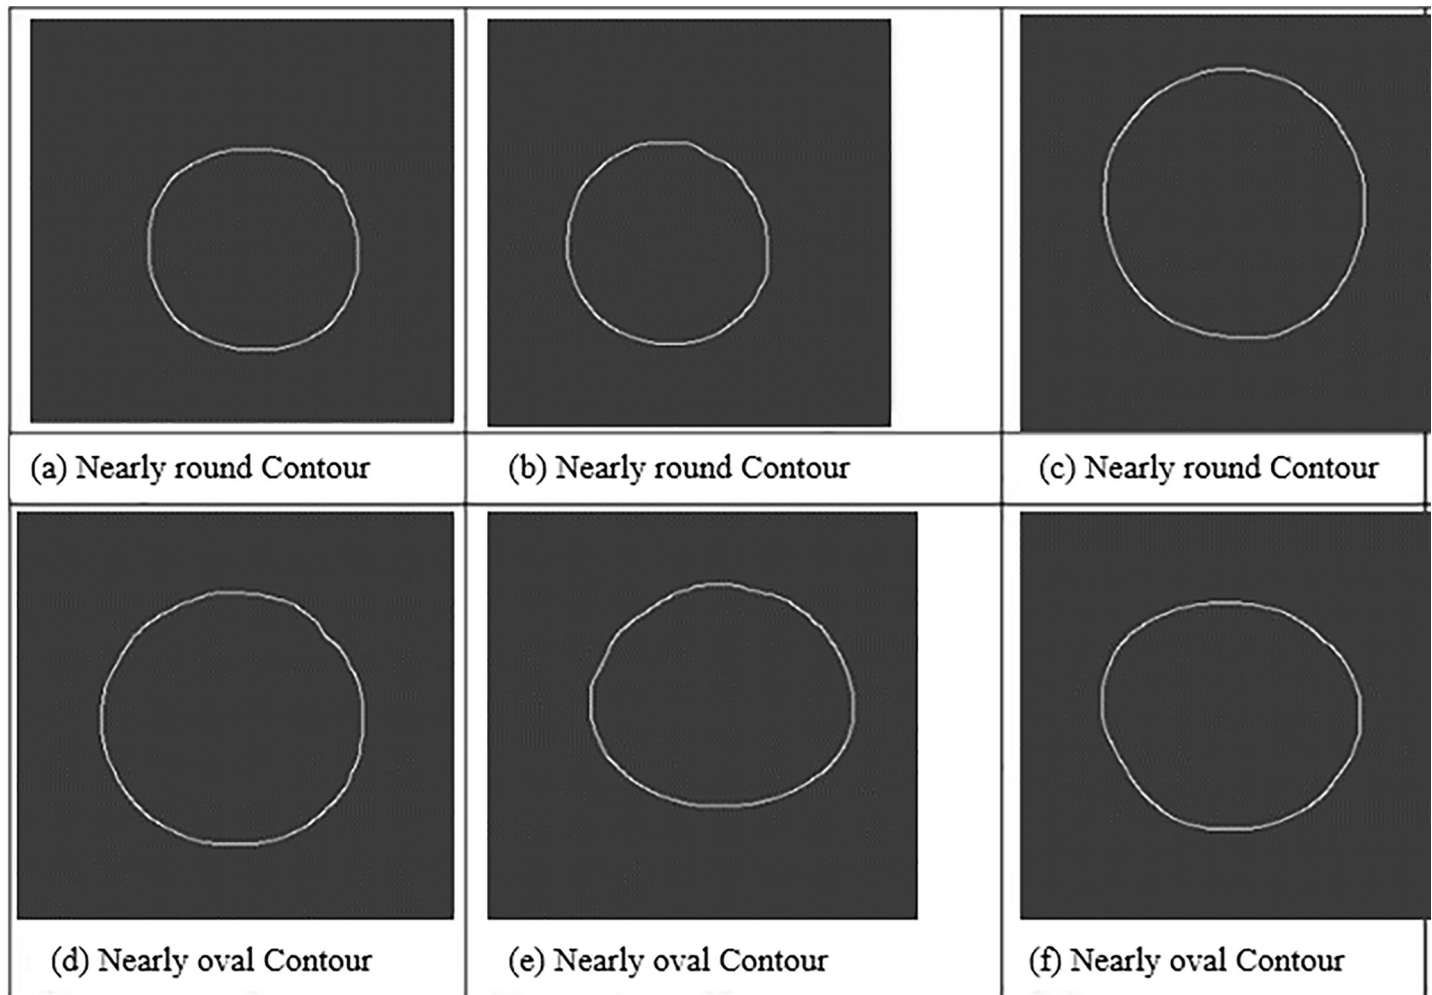 (a) Nearly round Contour
(b) Nearly round Contour
(c) Nearly round Contour
(d) Nearly oval Contour
(e) Nearly oval Contour
(f) Nearly oval Contour